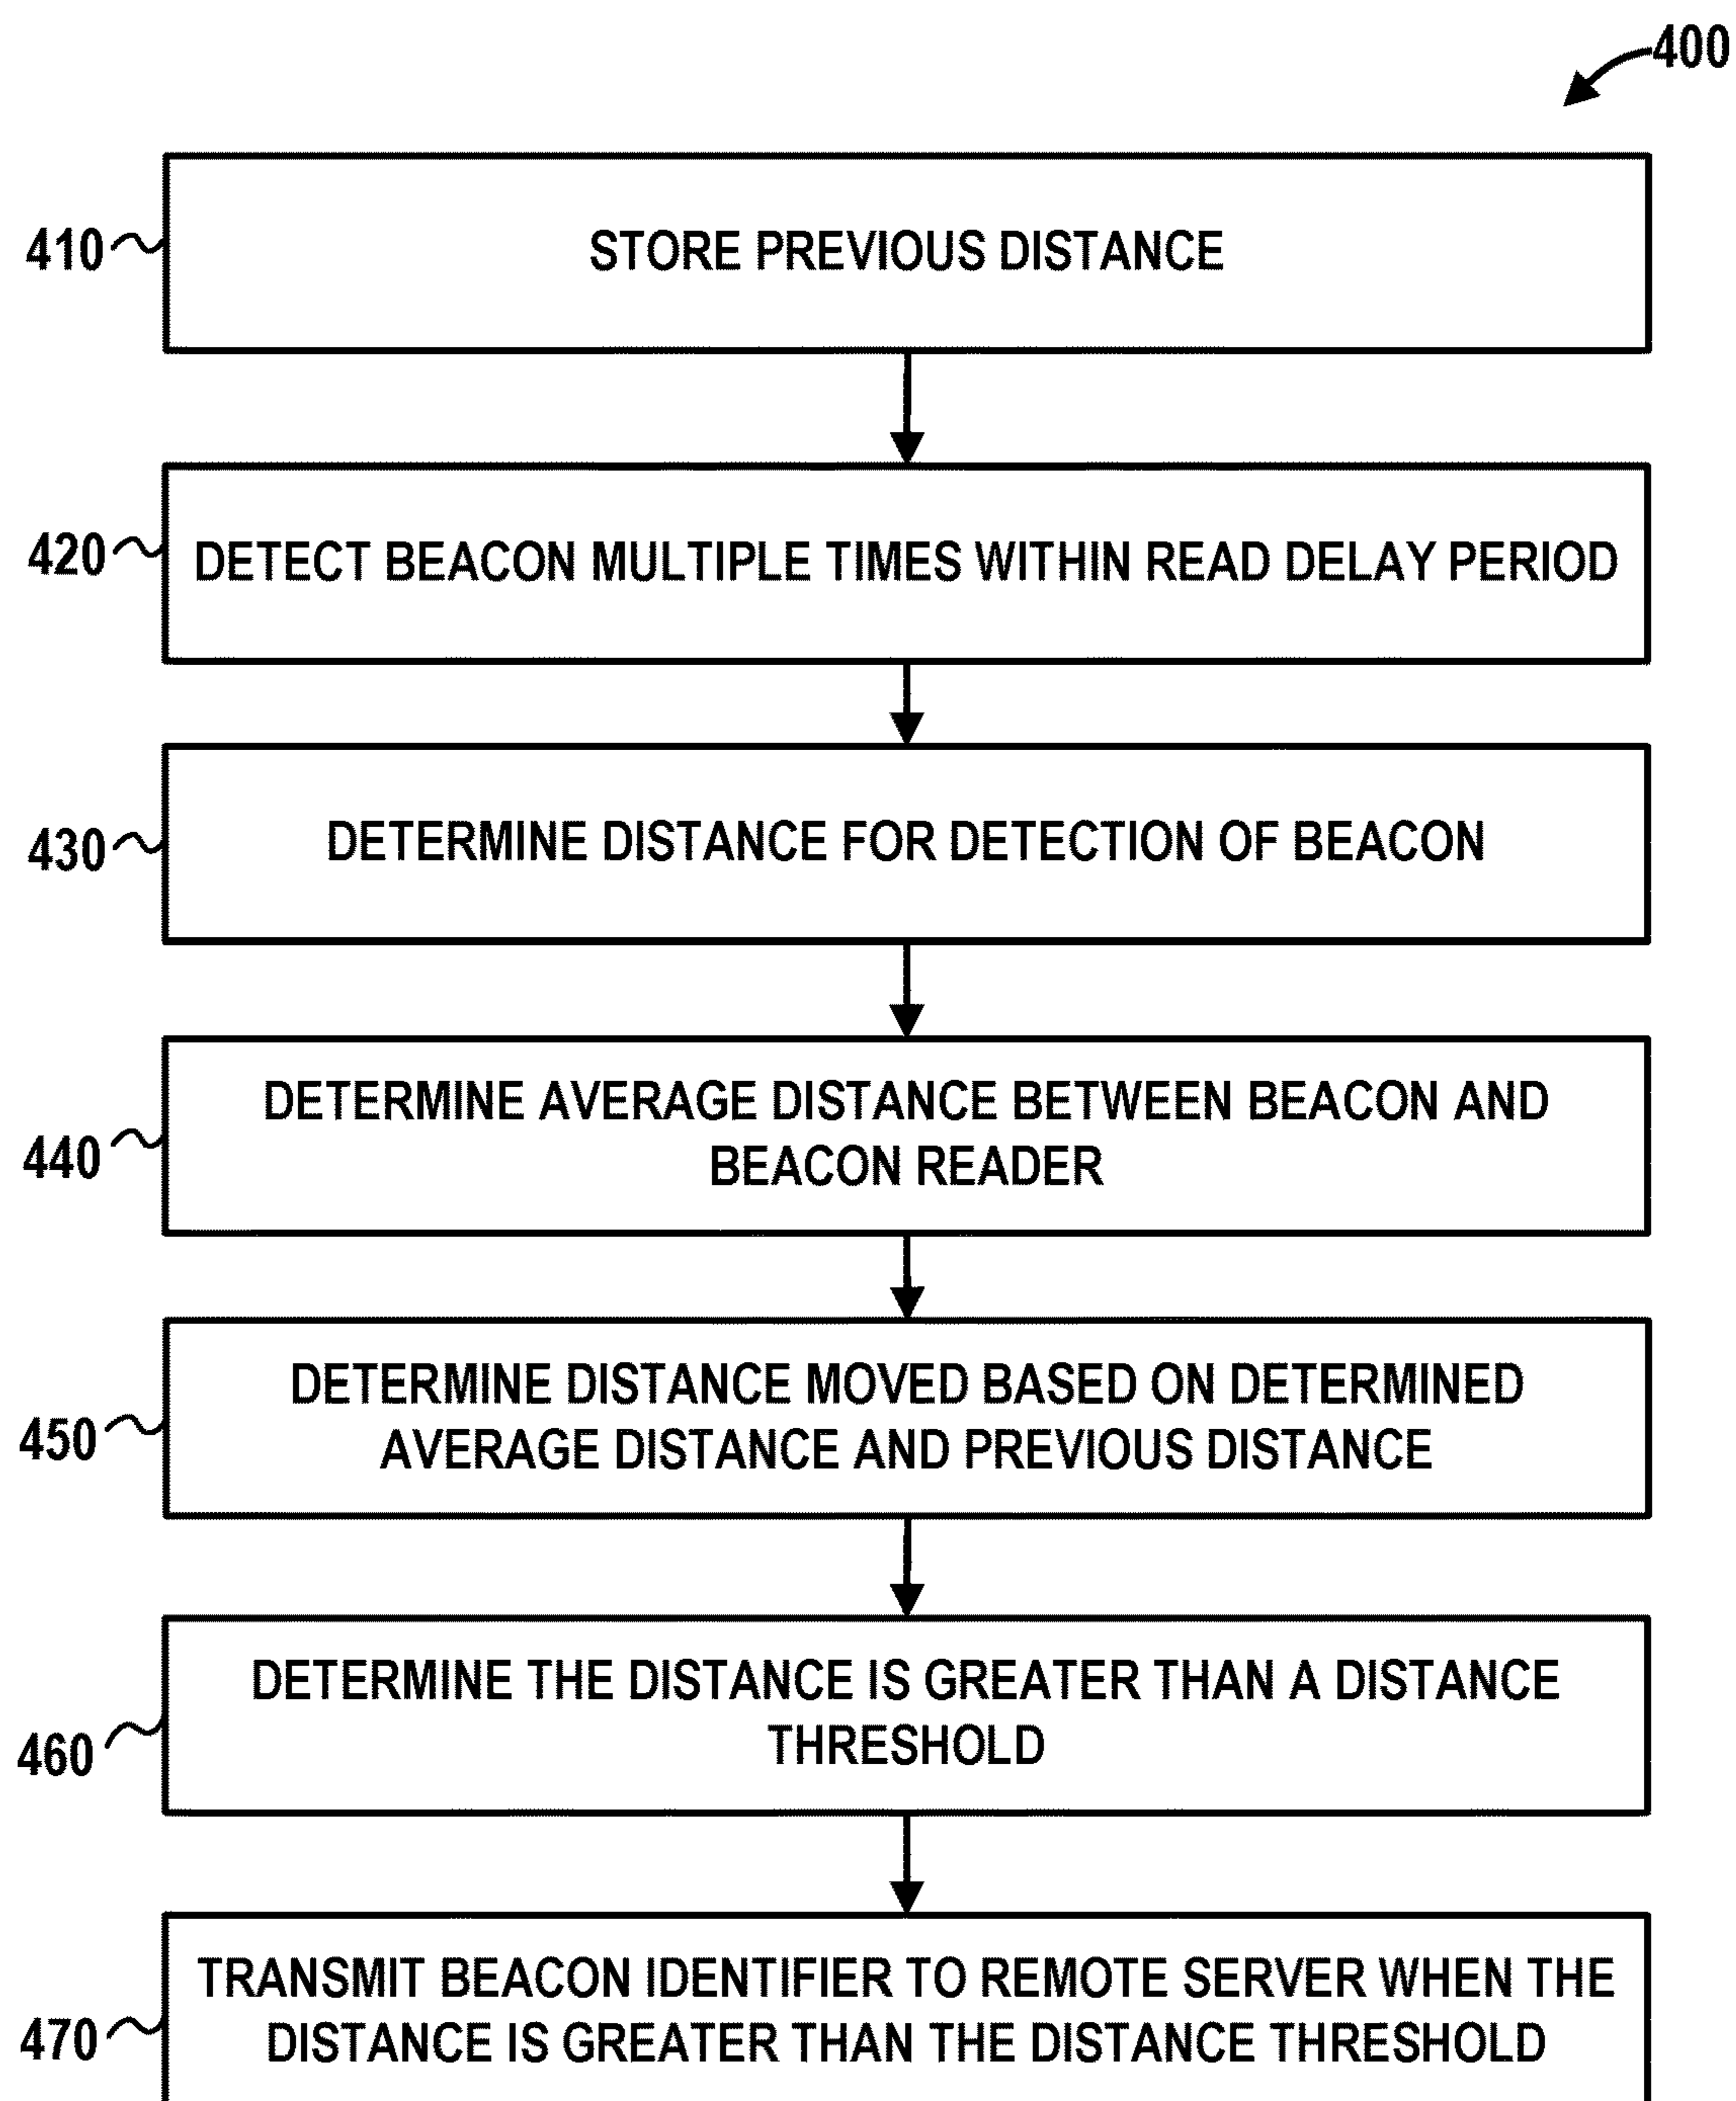 400
410
STORE PREVIOUS DISTANCE
420
DETECT BEACON MULTIPLE TIMES WITHIN READ DELAY PERIOD
430
DETERMINE DISTANCE FOR DETECTION OF BEACON
440
DETERMINE AVERAGE DISTANCE BETWEEN BEACON AND
BEACON READER
450
DETERMINE DISTANCE MOVED BASED ON DETERMINED
AVERAGE DISTANCE AND PREVIOUS DISTANCE
460
DETERMINE THE DISTANCE IS GREATER THAN A DISTANCE
THRESHOLD
470
TRANSMIT BEACON IDENTIFIER TO REMOTE SERVER WHEN THE
DISTANCE IS GREATER THAN THE DISTANCE THRESHOLD